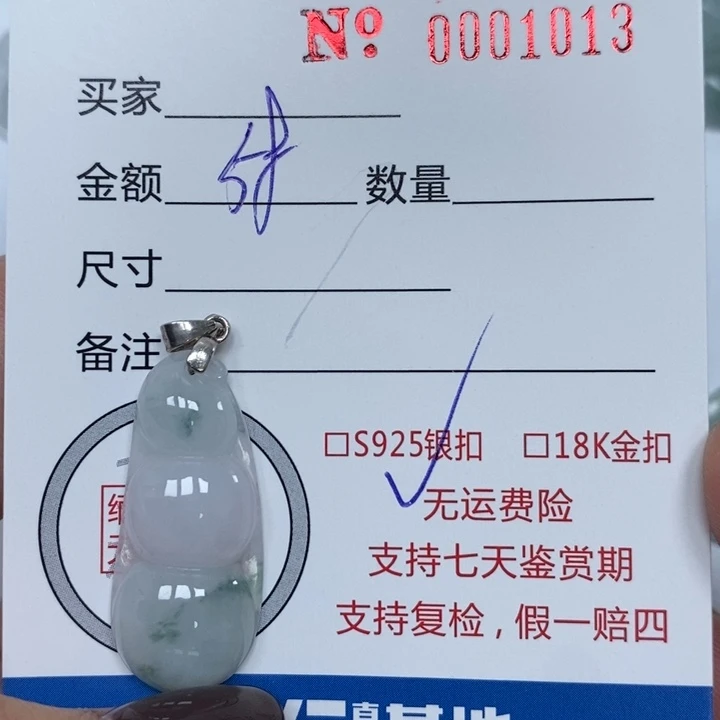 No 0001013
买家
金额 数量
尺寸
备注
□S925银扣 □18K金扣
无运费险
支持七天鉴赏期
支持复检,假一赔四